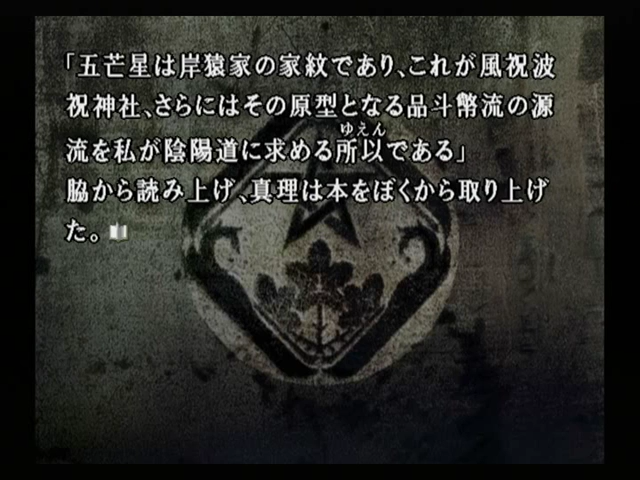 「五芒星は岸猿家の家紋であり、これが風祝波
祝神社、さらにはその原型となる品斗幣流の源
流を私が陰陽道に求める所以である」
ゆえん
脇から読み上げ、真理は本をぼくから取り上げ
た。